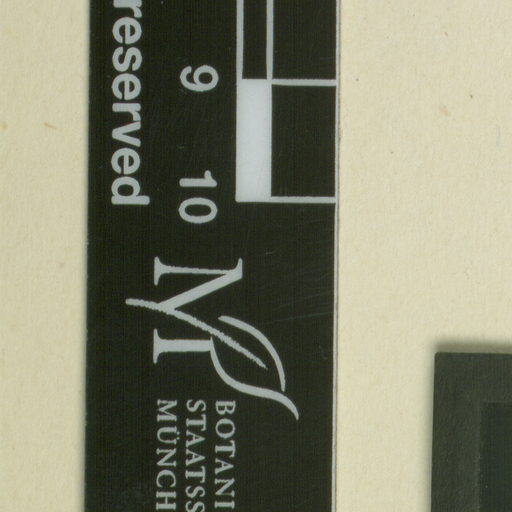 reserved
9 10
BOTANI
STAATSS
MÜNCH